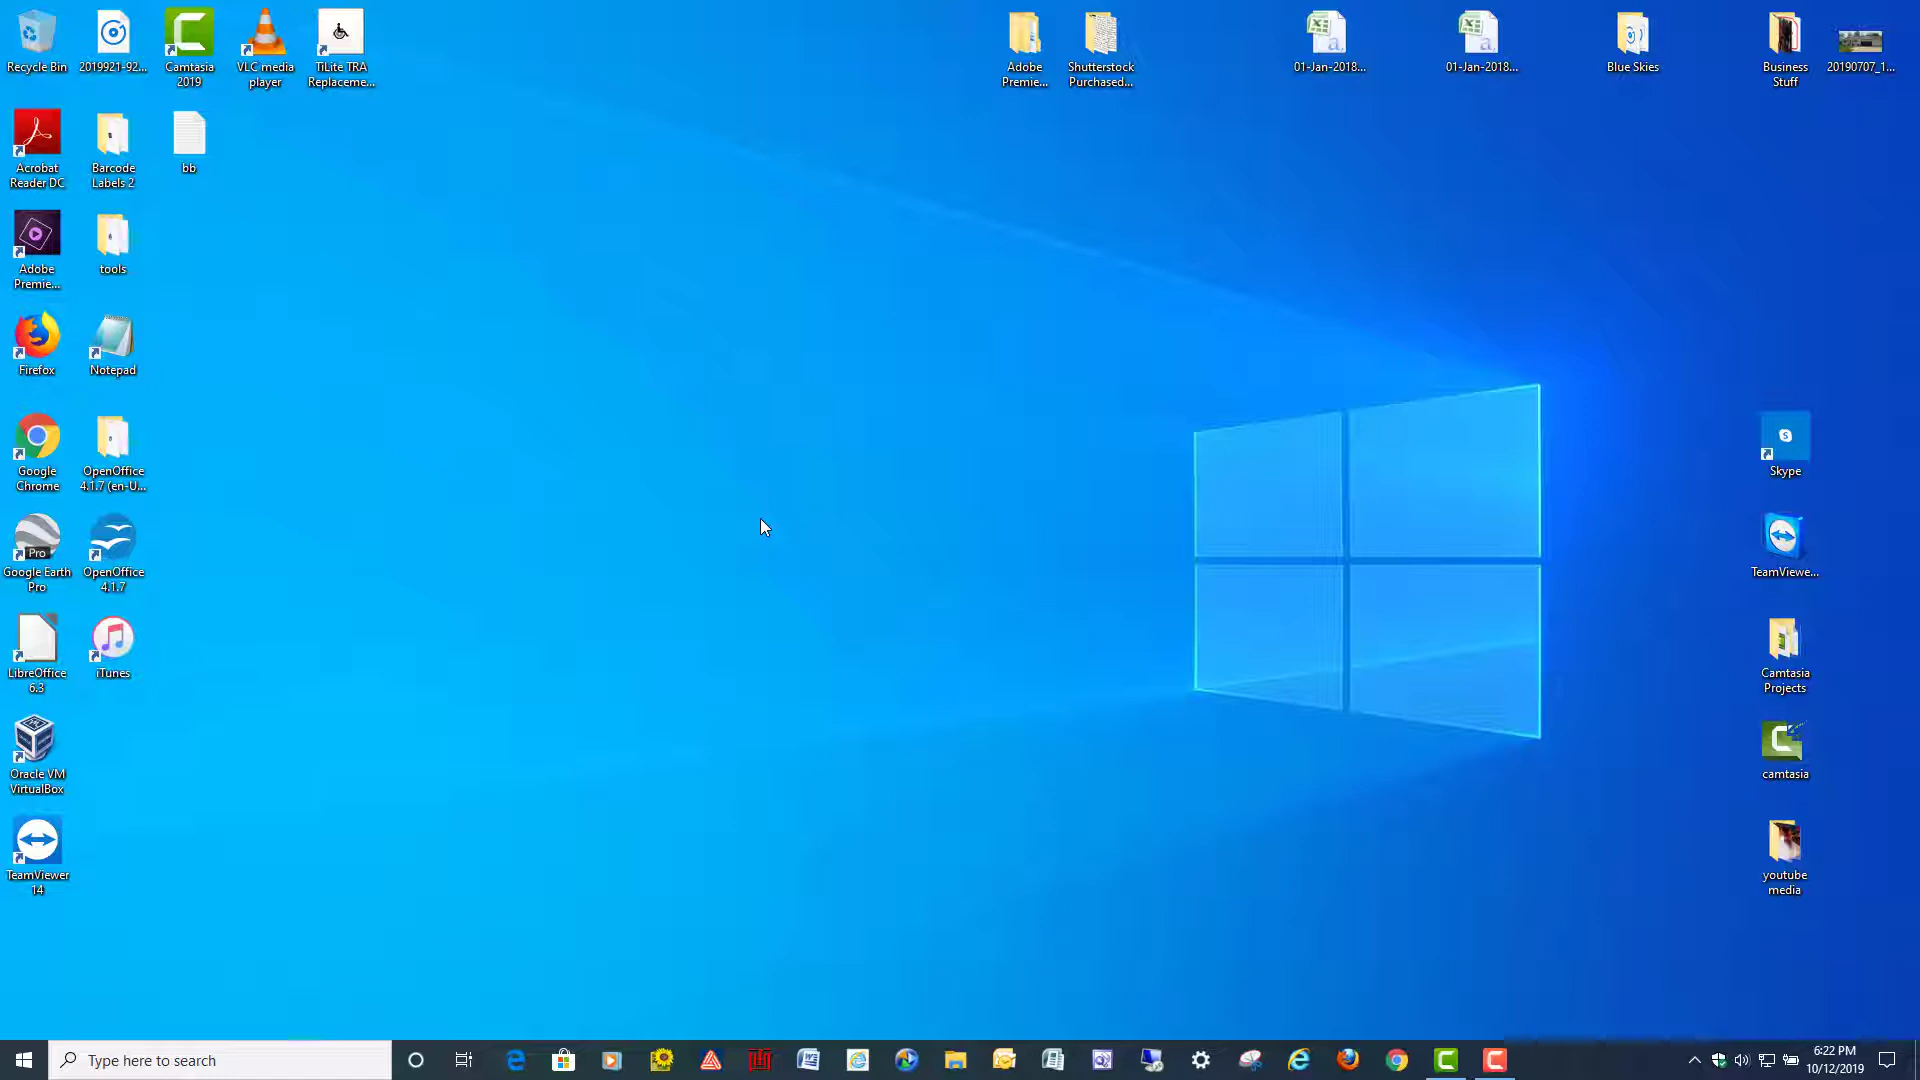 Recycle Bin
2019921-92...
Camtasia
2019
VLC media
player
TiLite TRA
Replaceme...
Adobe
Premie...
Shutterstock
Purchased...
01-Jan-2018...
01-Jan-2018...
Blue Skies
Business
Stuff
20190707_1...
Acrobat
Reader DC
Barcode
Labels 2
bb
Adobe
Premie...
tools
Firefox
Notepad
Google
Chrome
OpenOffice
4.1.7 (en-U...
Skype
Pro
Google Earth
Pro
OpenOffice
4.1.7
TeamViewe...
LibreOffice
6.3
iTunes
Camtasia
Projects
Oracle VM
VirtualBox
camtasia
TeamViewer
14
youtube
media
Type here to search
6:22 PM
10/12/2019